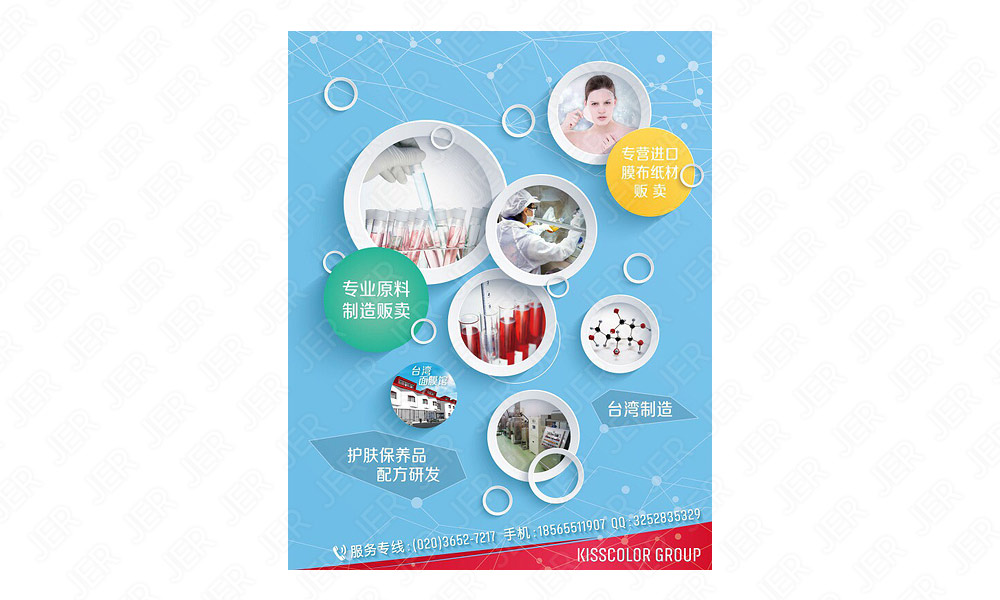 专营进口
膜布纸材
贩卖
专业原料
制造贩卖
台湾
面膜馆
台湾制造
护肤保养品
配方研发
服务专线:(020)3652-7217 手机:18565511907 QQ:3252835329
KISSCOLOR GROUP
JER